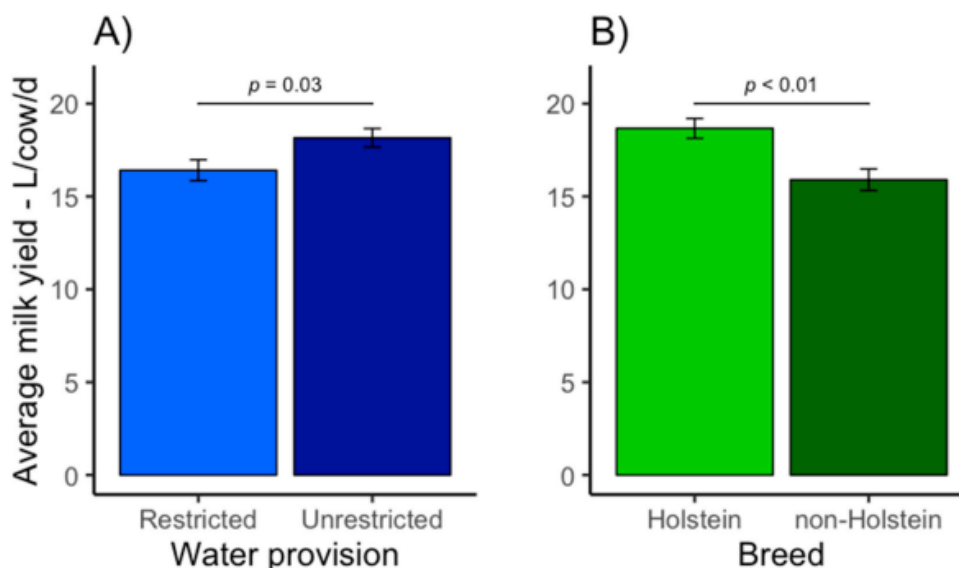 A)
B)
p = 0.03
p < 0.01
Average milk yield - L/cow/d
20
15
10
5
0
20
15
10
5
0
Restricted
Unrestricted
Holstein
non-Holstein
Water provision
Breed